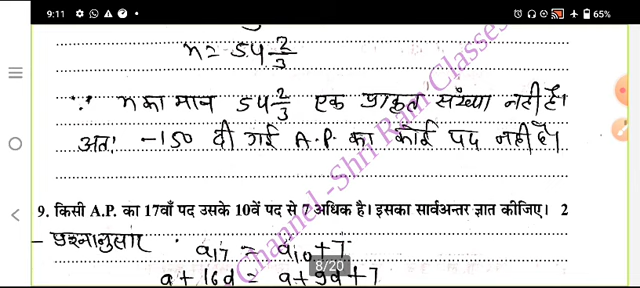 9:11
65%
n = 54 2/3
∵ n का मान 54 2/3 एक प्राकृत संख्या नहीं है।
अतः -150 दी गई A.P. का कोई पद नहीं है।
Channel -Shri Ram Classes
9. किसी A.P. का 17वाँ पद उसके 10वें पद से 7 अधिक है। इसका सार्वअन्तर ज्ञात कीजिए। 2
- प्रश्नानुसार a17 = a10 + 7
8/20
a + 16d = a + 9d + 7